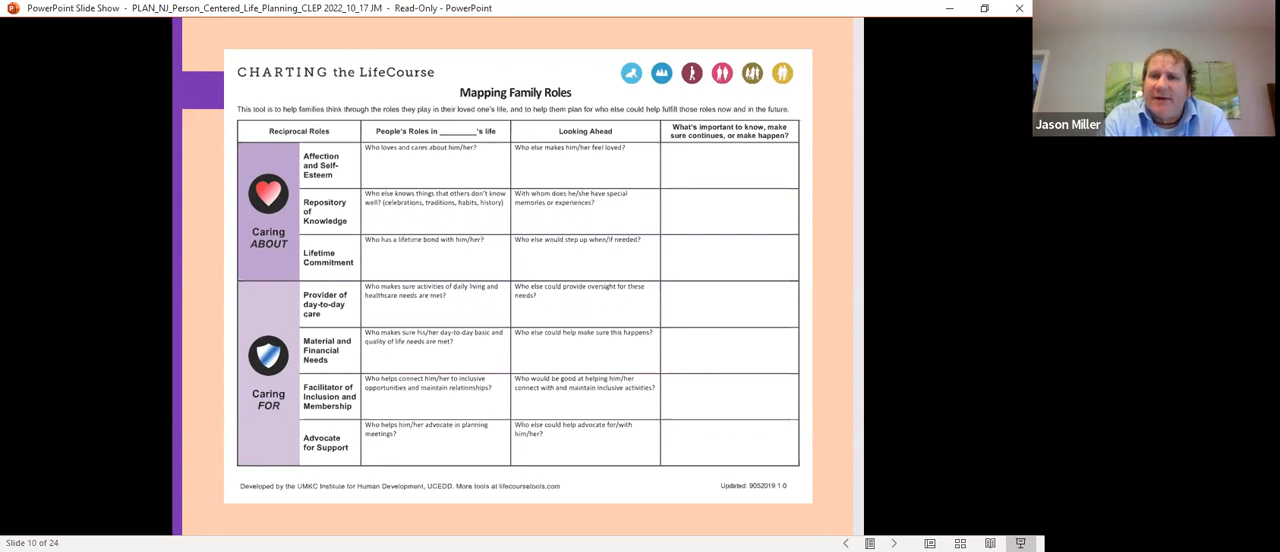 PowerPoint Slide Show - PLAN_NJ_Person_Centered_Life_Planning_CLEP 2022_10_17 JM - Read-Only - PowerPoint
CHARTING the LifeCourse
Mapping Family Roles
This tool is to help families think through the roles they play in their loved one's life, and to help them plan for who else could help fulfill those roles now and in the future.
Reciprocal Roles
People's Roles in ________'s life
Looking Ahead
What's important to know, make
sure continues, or make happen?
Caring
ABOUT
Affection
and Self-
Esteem
Who loves and cares about him/her?
Who else makes him/her feel loved?
Repository
of
Knowledge
Who else knows things that others don't know
well? (celebrations, traditions, habits, history)
With whom does he/she have special
memories or experiences?
Lifetime
Commitment
Who has a lifetime bond with him/her?
Who else would step up when/if needed?
Caring
FOR
Provider of
day-to-day
care
Who makes sure activities of daily living and
healthcare needs are met?
Who else could provide oversight for these
needs?
Material and
Financial
Needs
Who makes sure his/her day-to-day basic and
quality of life needs are met?
Who else could help make sure this happens?
Facilitator of
Inclusion and
Membership
Who helps connect him/her to inclusive
opportunities and maintain relationships?
Who would be good at helping him/her
connect with and maintain inclusive activities?
Advocate
for Support
Who helps him/her advocate in planning
meetings?
Who else could help advocate for/with
him/her?
Developed by the UMKC Institute for Human Development, UCEDD. More tools at lifecoursetools.com
Updated: 9052019 1.0
Jason Miller
Slide 10 of 24